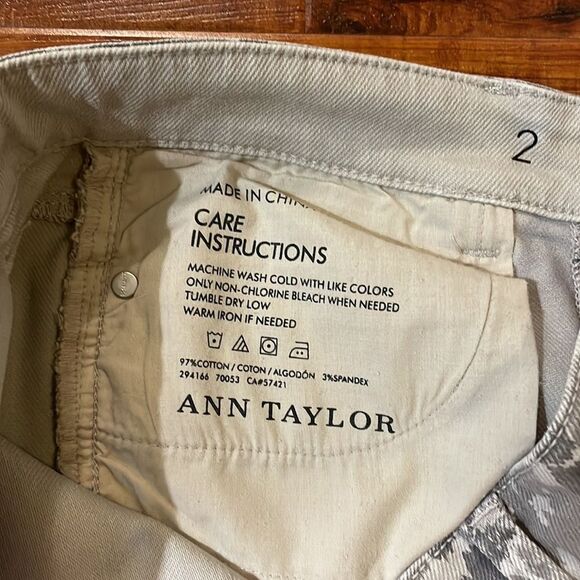 2
MADE IN CHINA
CARE
INSTRUCTIONS
MACHINE WASH COLD WITH LIKE COLORS
ONLY NON-CHLORINE BLEACH WHEN NEEDED
TUMBLE DRY LOW
WARM IRON IF NEEDED
97%COTTON / COTON / ALGODÓN 3%SPANDEX
294166 70053 CA#57421
ANN TAYLOR